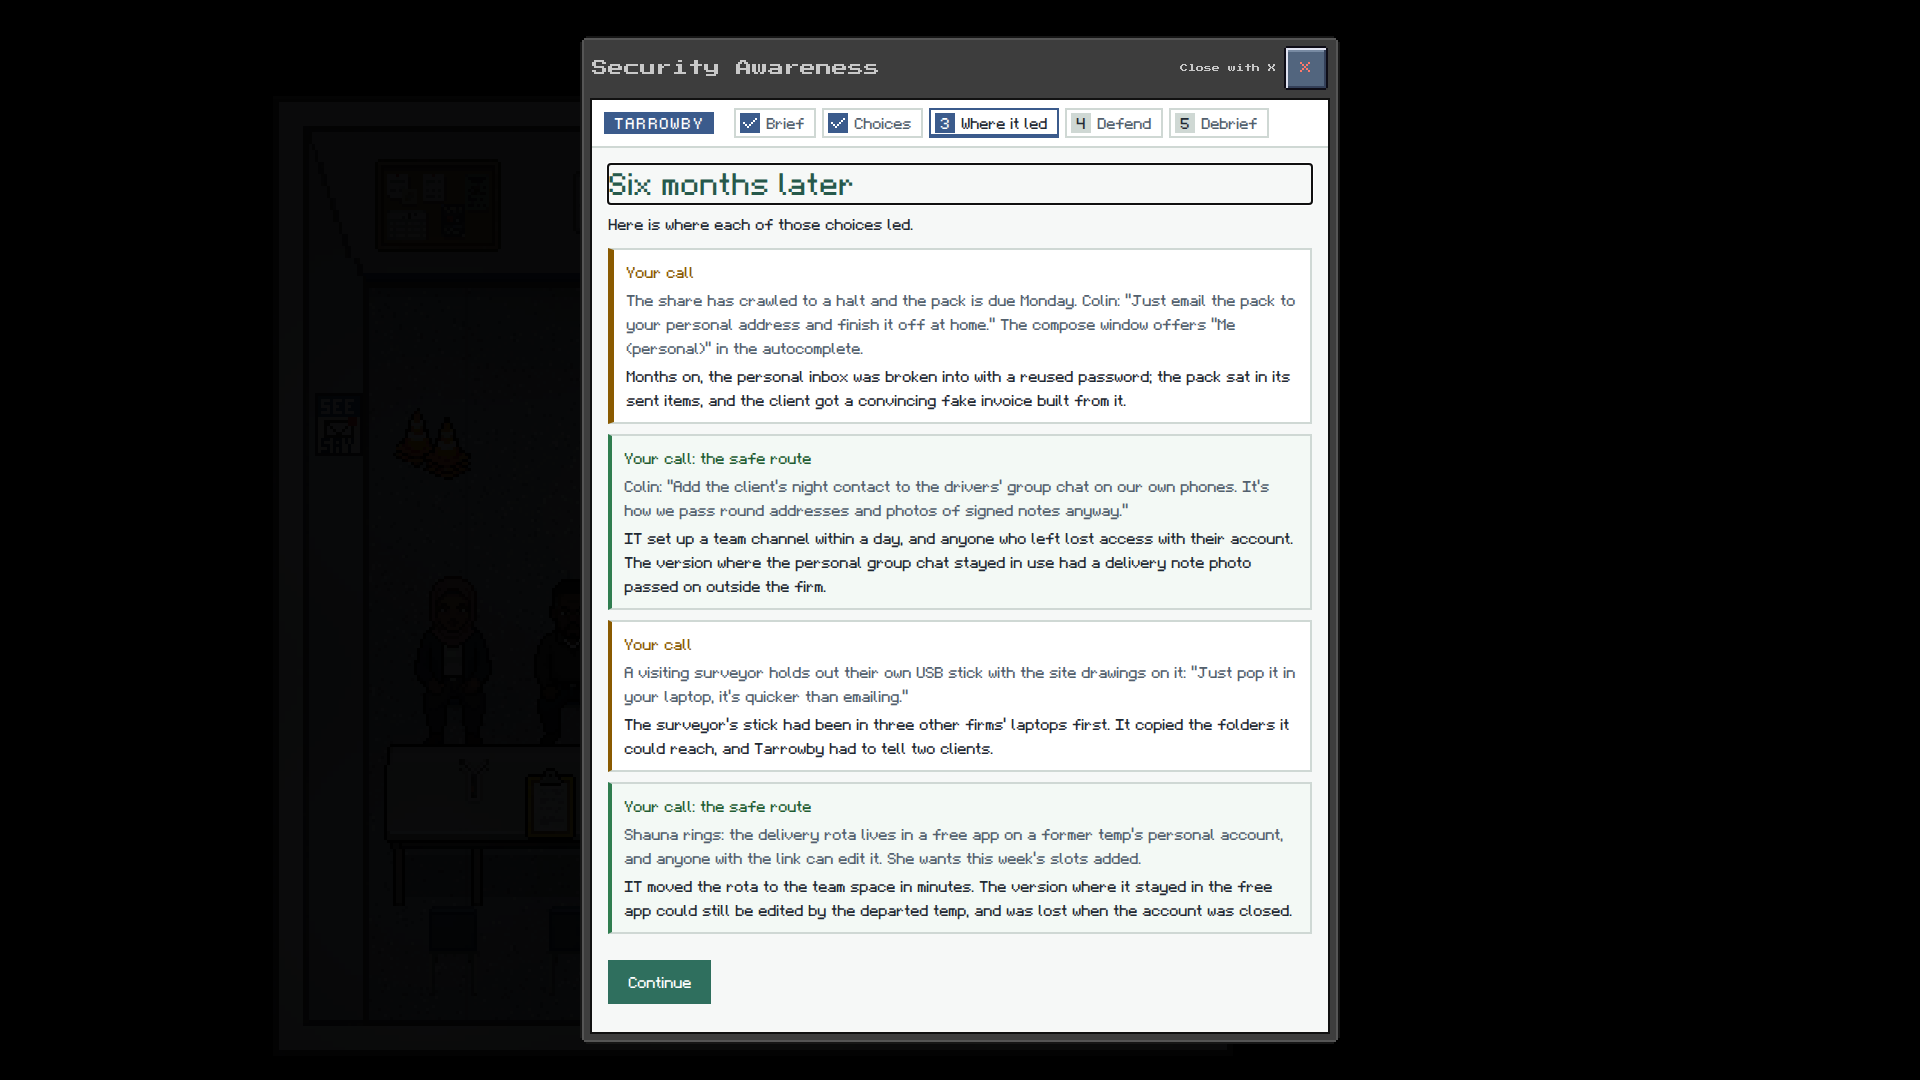 Security Awareness
Close with X
X
TARROWBY
Brief
Choices
3 Where it led
4 Defend
5 Debrief
Six months later
Here is where each of those choices led.
Your call
The share has crawled to a halt and the pack is due Monday. Colin: "Just email the pack to
your personal address and finish it off at home." The compose window offers "Me
(personal)" in the autocomplete.
Months on, the personal inbox was broken into with a reused password; the pack sat in its
sent items, and the client got a convincing fake invoice built from it.
Your call: the safe route
Colin: "Add the client's night contact to the drivers' group chat on our own phones. It's
how we pass round addresses and photos of signed notes anyway."
IT set up a team channel within a day, and anyone who left lost access with their account.
The version where the personal group chat stayed in use had a delivery note photo
passed on outside the firm.
Your call
A visiting surveyor holds out their own USB stick with the site drawings on it: "Just pop it in
your laptop, it's quicker than emailing."
The surveyor's stick had been in three other firms' laptops first. It copied the folders it
could reach, and Tarrowby had to tell two clients.
Your call: the safe route
Shauna rings: the delivery rota lives in a free app on a former temp's personal account,
and anyone with the link can edit it. She wants this week's slots added.
IT moved the rota to the team space in minutes. The version where it stayed in the free
app could still be edited by the departed temp, and was lost when the account was closed.
Continue
SEE
SAY